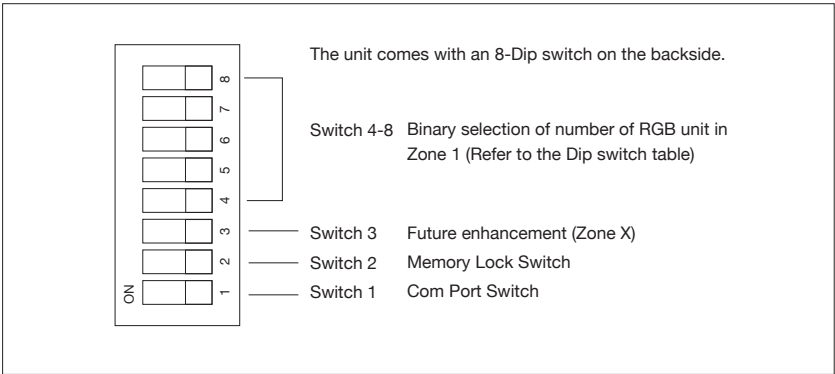 The unit comes with an 8-Dip switch on the backside.
8
7
6
5
4
3
2
1
ON
Switch 4-8 Binary selection of number of RGB unit in
Zone 1 (Refer to the Dip switch table)
Switch 3 Future enhancement (Zone X)
Switch 2 Memory Lock Switch
Switch 1 Com Port Switch